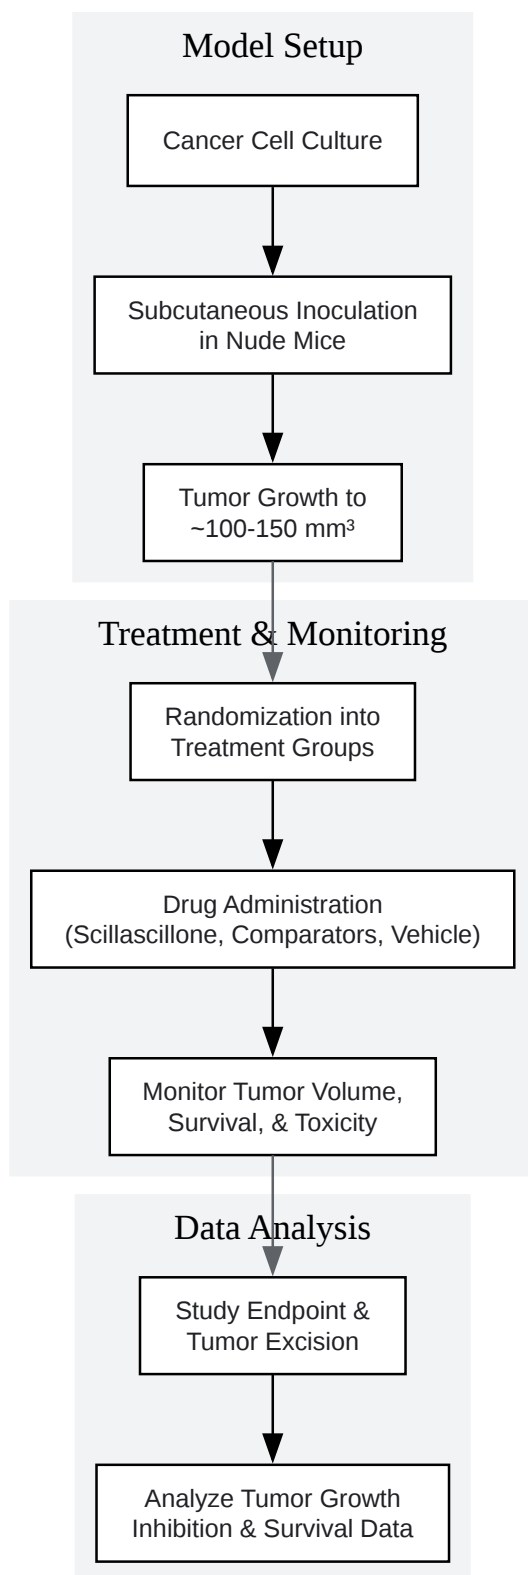 Model Setup
Cancer Cell Culture
Subcutaneous Inoculation
in Nude Mice
Tumor Growth to
~100-150 mm³
Treatment & Monitoring
Randomization into
Treatment Groups
Drug Administration
(Scillascillone, Comparators, Vehicle)
Monitor Tumor Volume,
Survival, & Toxicity
Data Analysis
Study Endpoint &
Tumor Excision
Analyze Tumor Growth
Inhibition & Survival Data